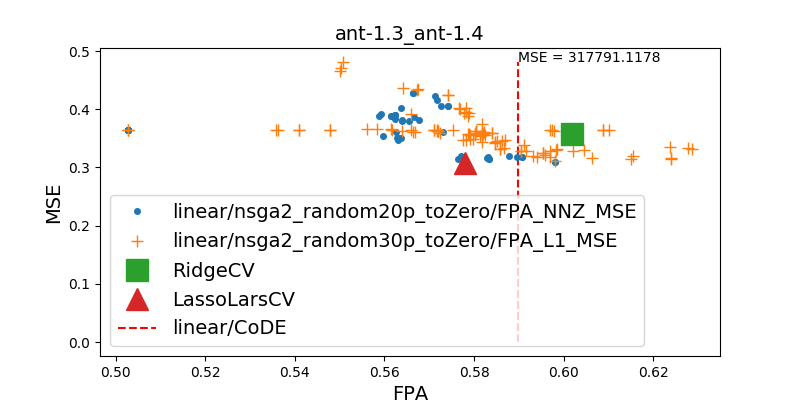 ant-1.3_ant-1.4
MSE = 317791.1178
0.5
0.4
0.3
0.2
0.1
0.0
MSE
linear/nsga2_random20p_toZero/FPA_NNZ_MSE
linear/nsga2_random30p_toZero/FPA_L1_MSE
RidgeCV
LassoLarsCV
linear/CoDE
0.50 0.52 0.54 0.56 0.58 0.60 0.62
FPA